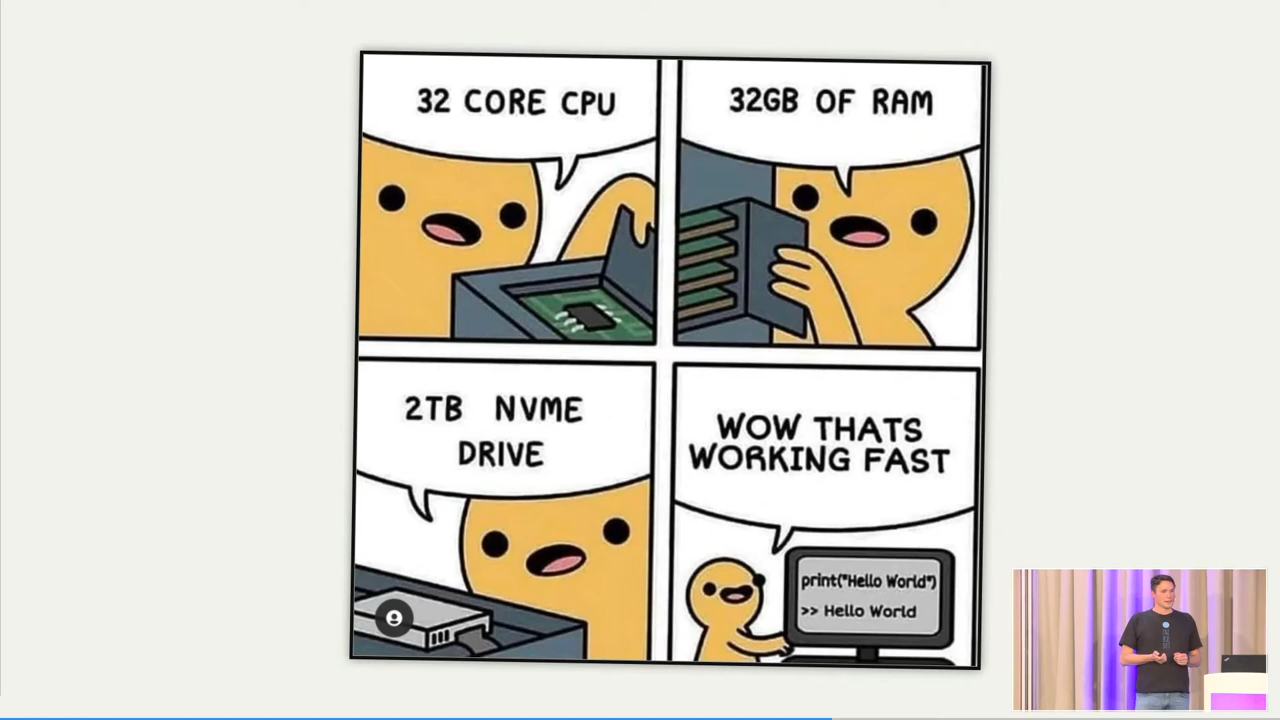 32 CORE CPU
32GB OF RAM
2TB NVME
DRIVE
WOW THATS
WORKING FAST
print("Hello World")
>> Hello World